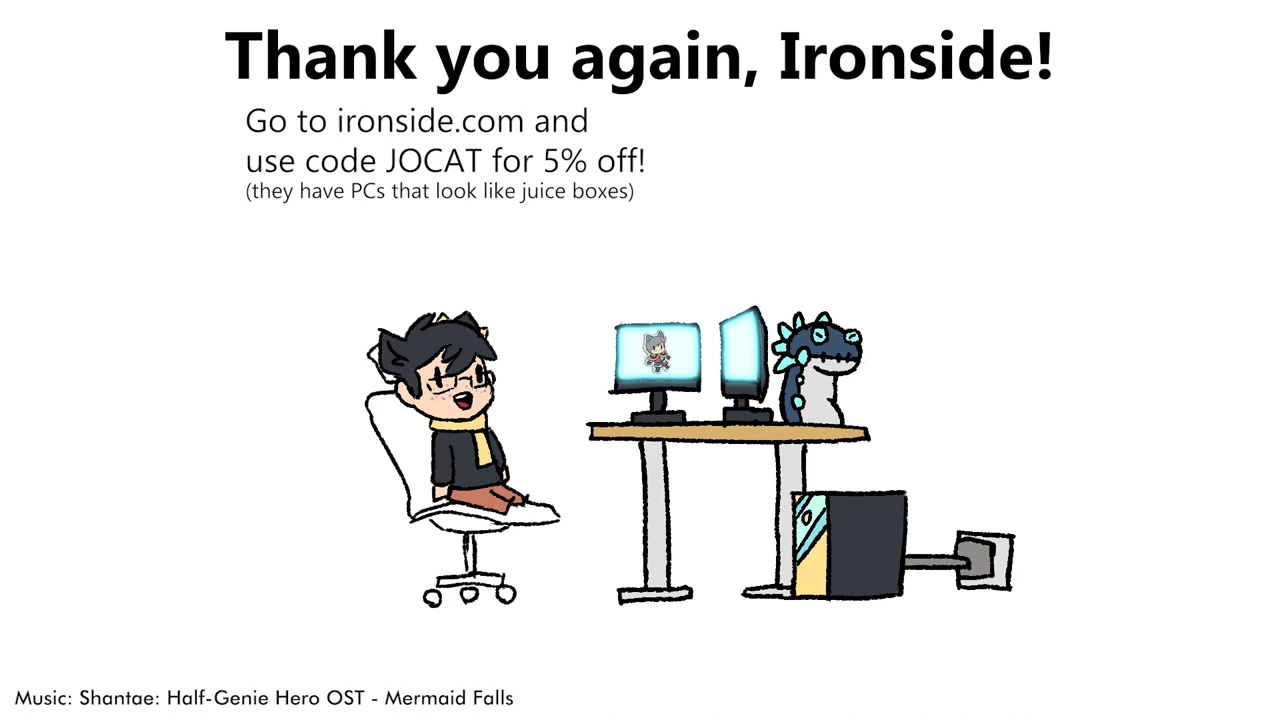 Thank you again, Ironside!
Go to ironside.com and
use code JOCAT for 5% off!
(they have PCs that look like juice boxes)
Music: Shantae: Half-Genie Hero OST - Mermaid Falls